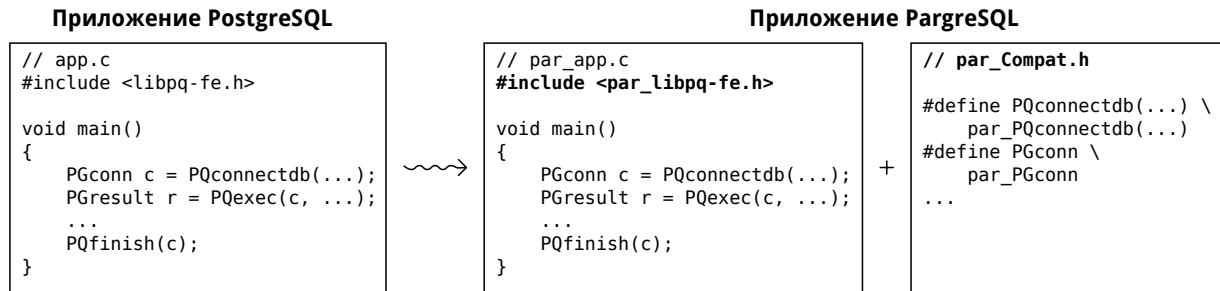 Приложение PostgreSQL
// app.c
#include <libpq-fe.h>
void main()
{
    PGconn c = PQconnectdb(...);
    PGresult r = PQexec(c, ...);
    ...
    PQfinish(c);
}
Приложение PargreSQL
// par_app.c
#include <par_libpq-fe.h>
void main()
{
    PGconn c = PQconnectdb(...);
    PGresult r = PQexec(c, ...);
    ...
    PQfinish(c);
}
+
// par_Compat.h
#define PQconnectdb(...) \
    par_PQconnectdb(...)
#define PGconn \
    par_PGconn
...